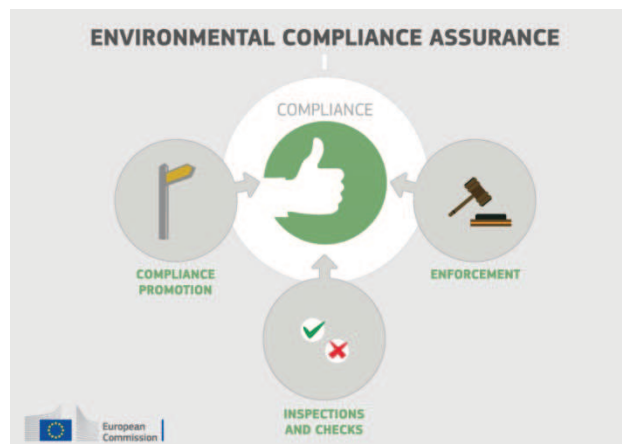 ENVIRONMENTAL COMPLIANCE ASSURANCE
COMPLIANCE
COMPLIANCE
PROMOTION
ENFORCEMENT
INSPECTIONS
AND CHECKS
European
Commission